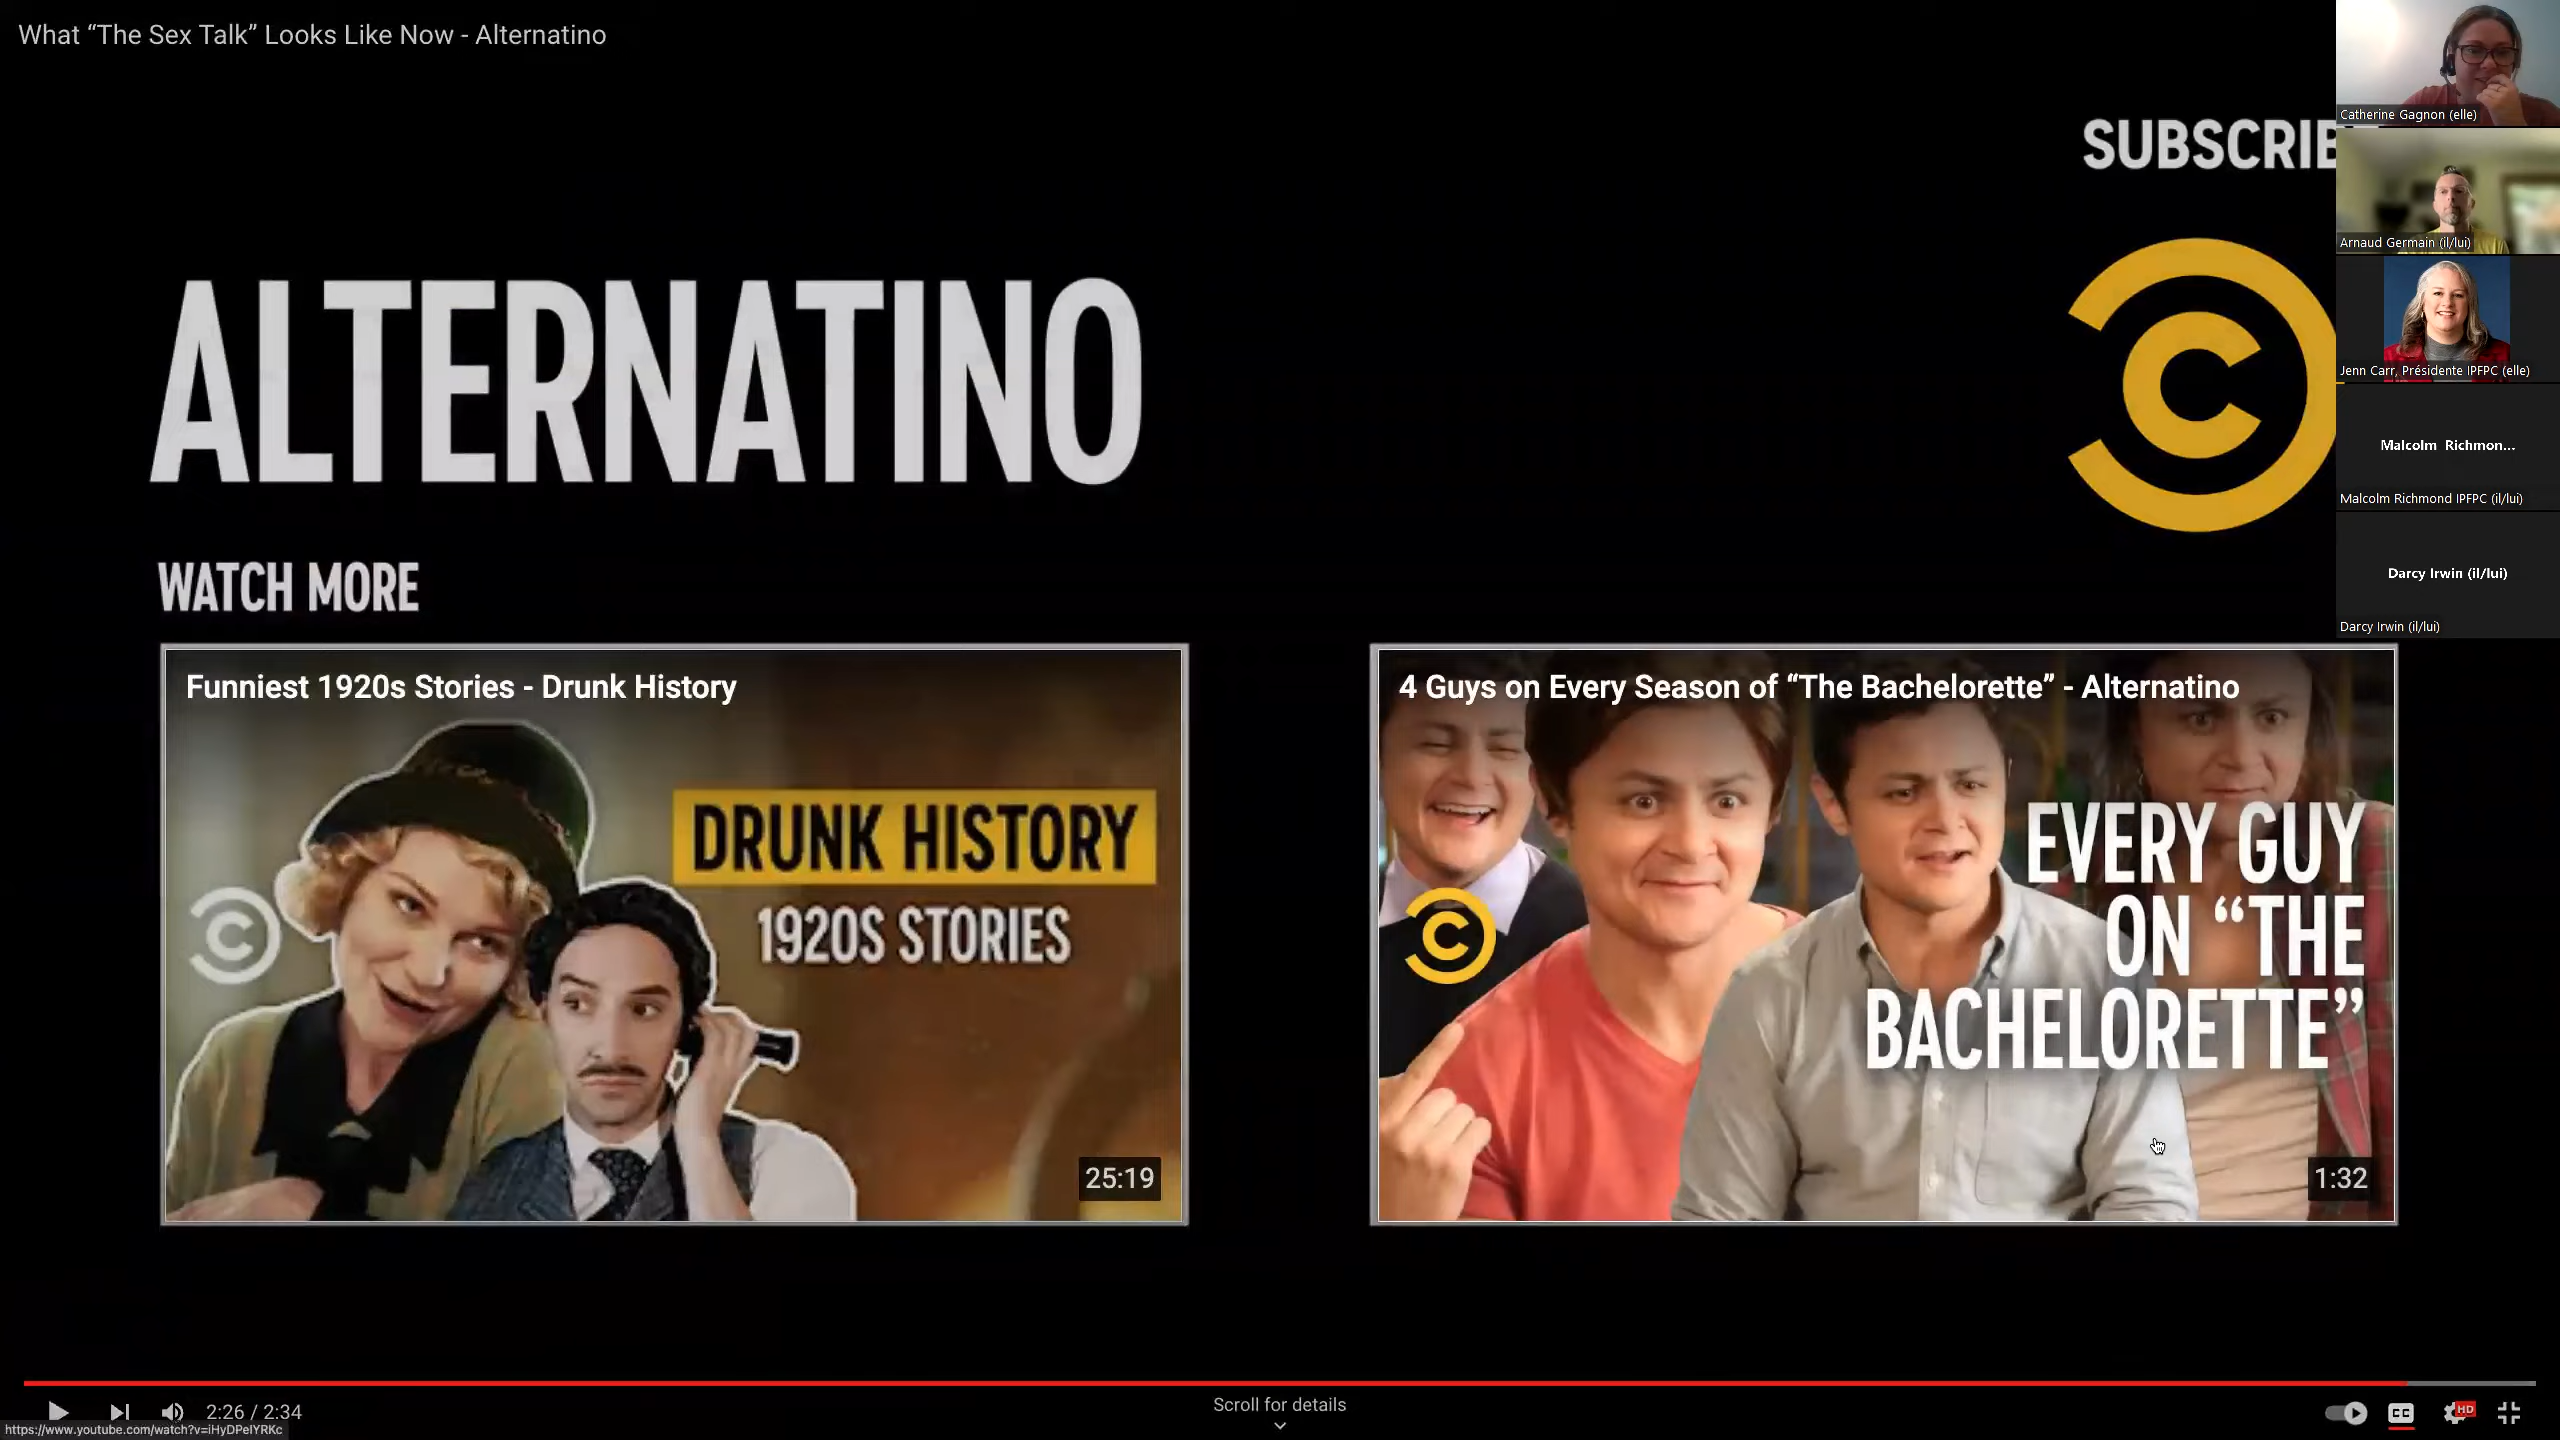 What “The Sex Talk” Looks Like Now - Alternatino
Catherine Gagnon (elle)
SUBSCRIBE
Arnaud Germain (il/lui)
ALTERNATINO
Jenn Carr, Présidente IPFPC (elle)
Malcolm Richmon...
Malcolm Richmond IPFPC (il/lui)
Darcy Irwin (il/lui)
Darcy Irwin (il/lui)
WATCH MORE
Funniest 1920s Stories - Drunk History
DRUNK HISTORY
1920S STORIES
25:19
4 Guys on Every Season of “The Bachelorette” - Alternatino
EVERY GUY
ON “THE
BACHELORETTE”
1:32
2:26 / 2:34
Scroll for details
CC
HD
https://www.youtube.com/watch?v=iHyDPelYRKc